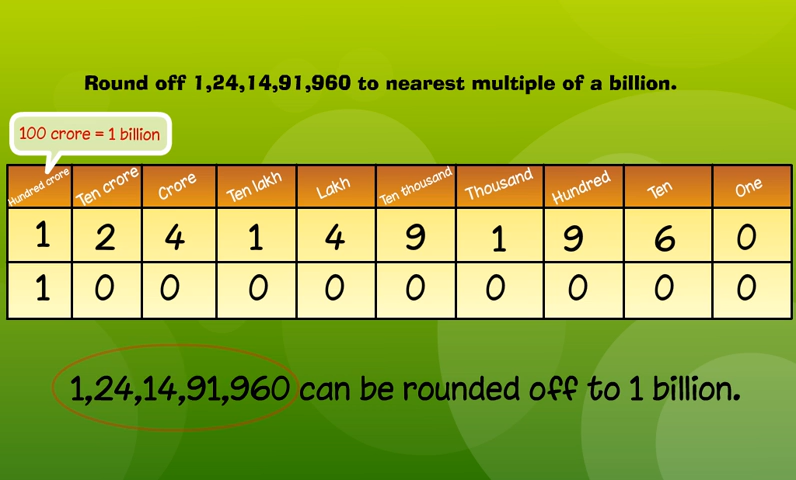 Round off 1,24,14,91,960 to nearest multiple of a billion.
100 crore = 1 billion
Hundred crore Ten crore Crore Ten lakh Lakh Ten thousand Thousand Hundred Ten One
1 2 4 1 4 9 1 9 6 0
1 0 0 0 0 0 0 0 0 0
1,24,14,91,960 can be rounded off to 1 billion.